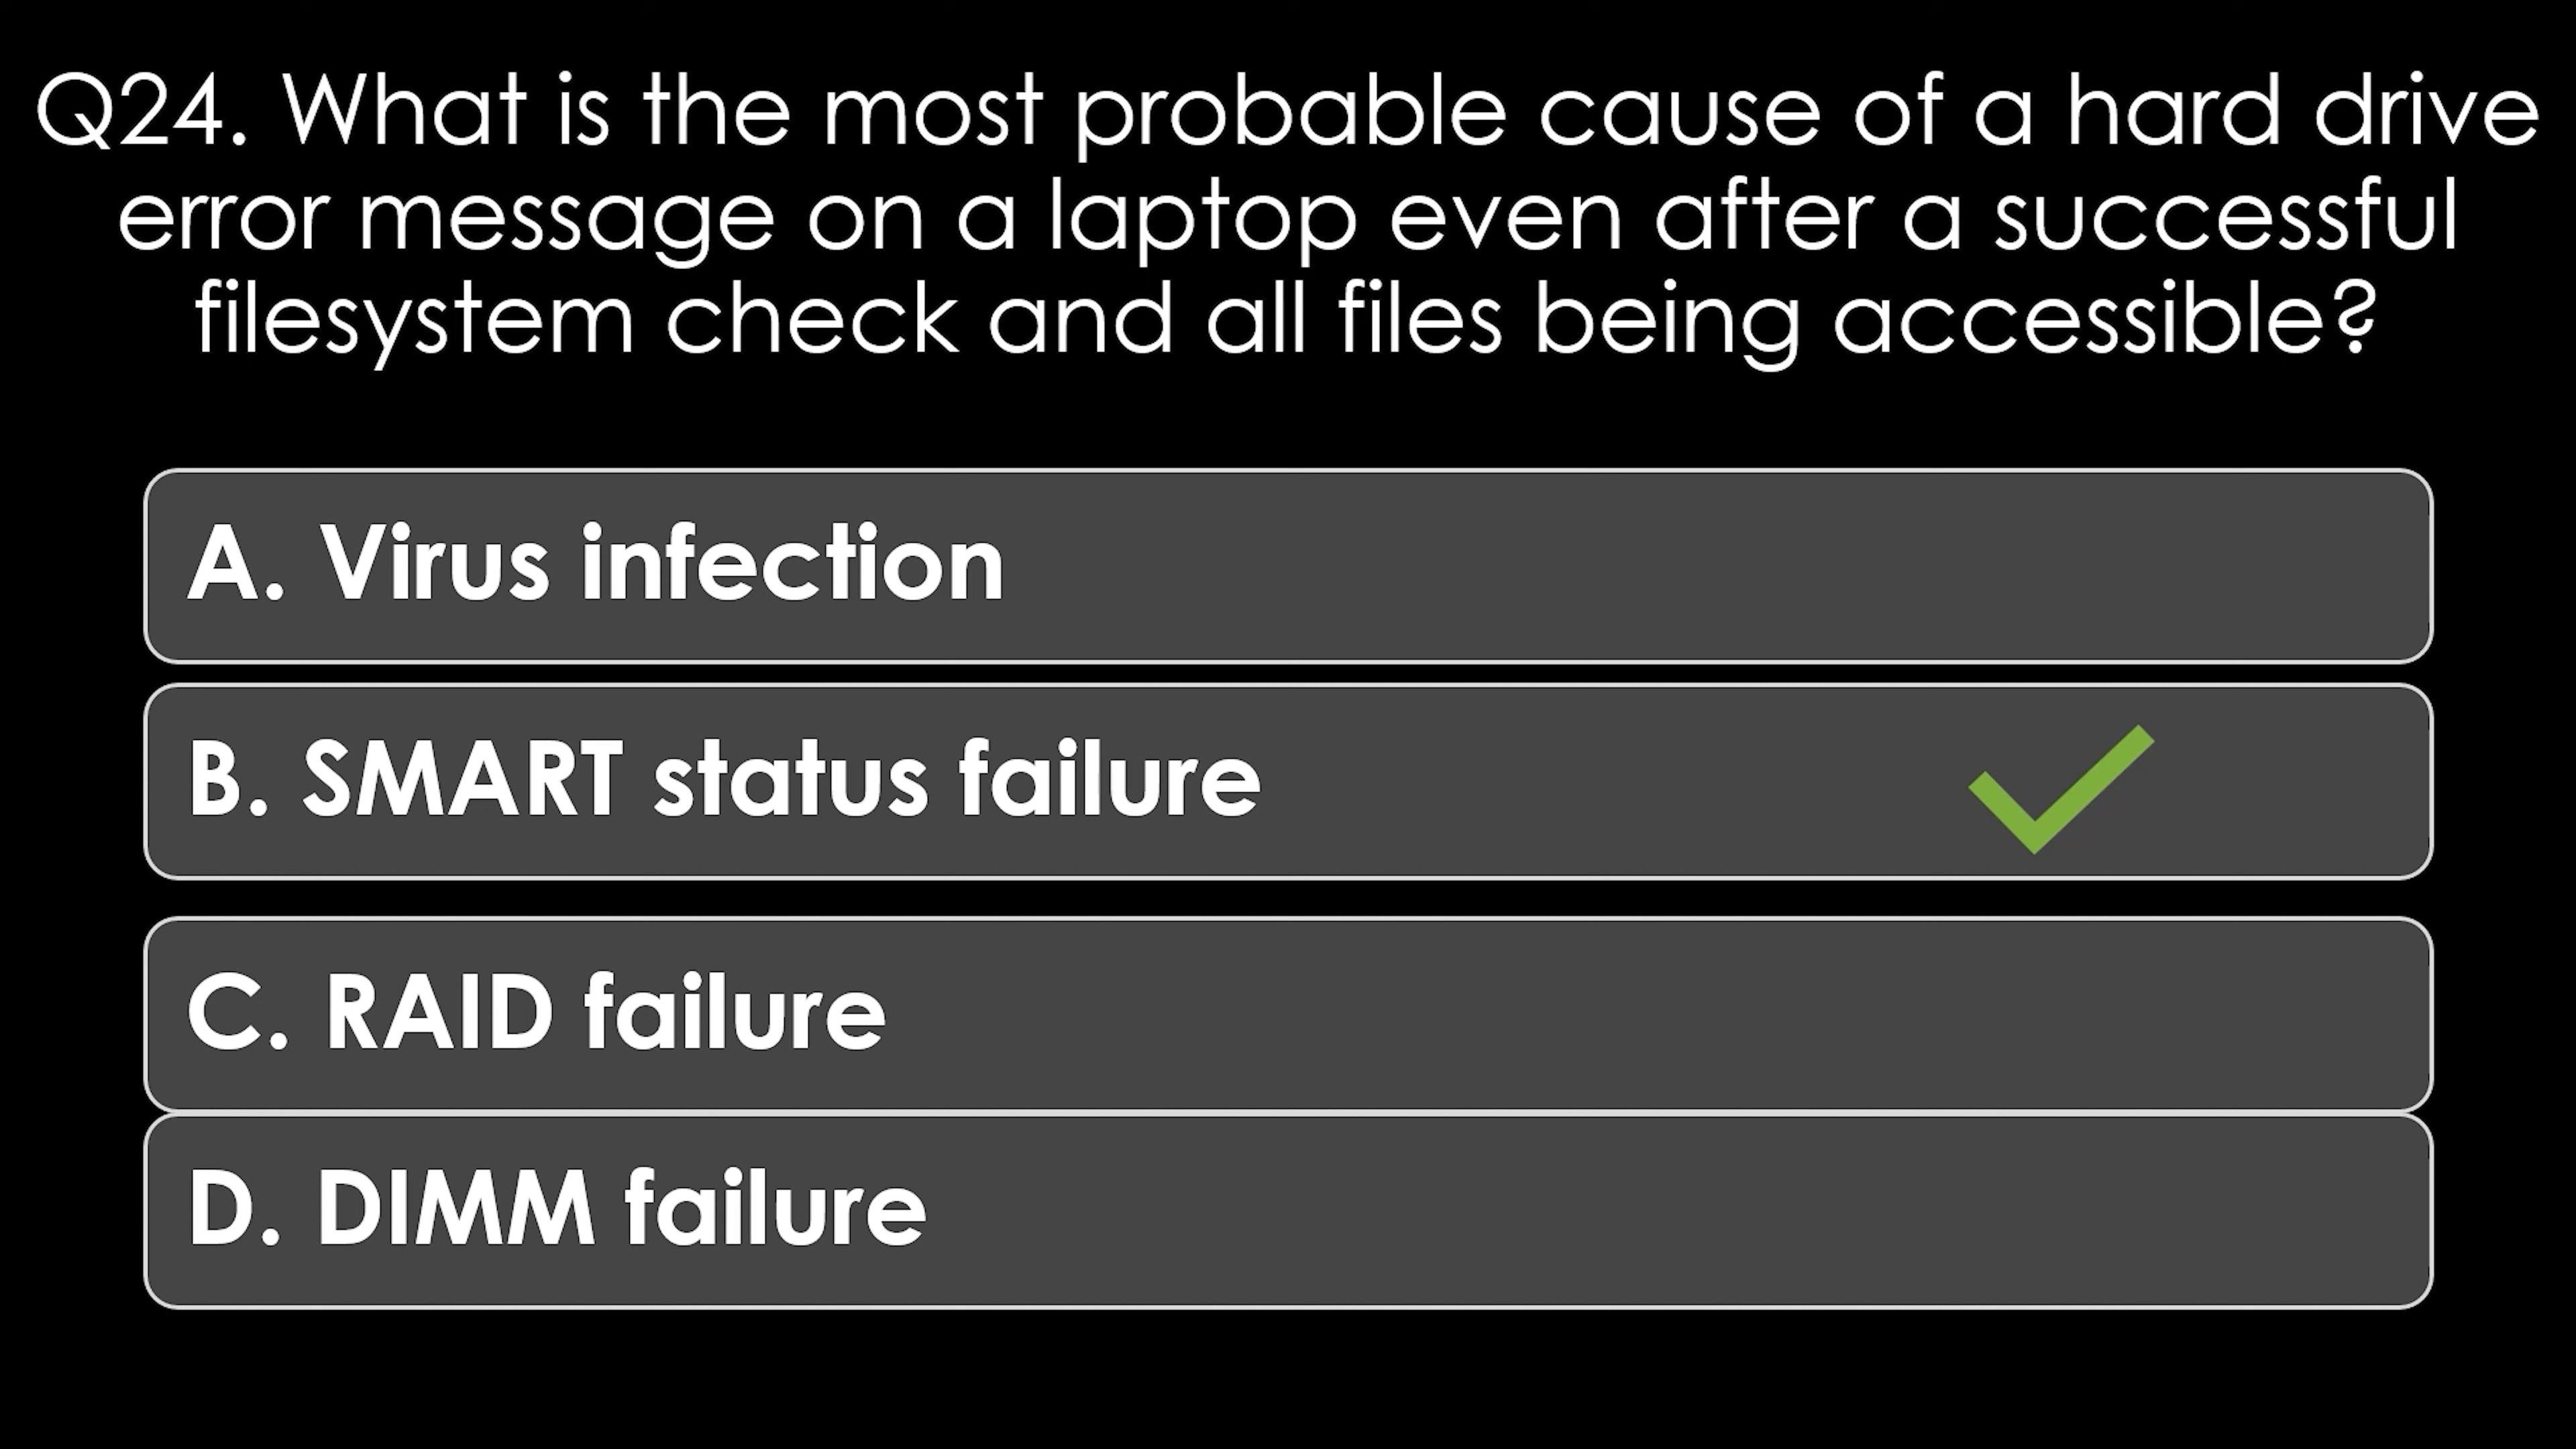 Q24. What is the most probable cause of a hard drive
error message on a laptop even after a successful
filesystem check and all files being accessible?
A. Virus infection
B. SMART status failure
C. RAID failure
D. DIMM failure